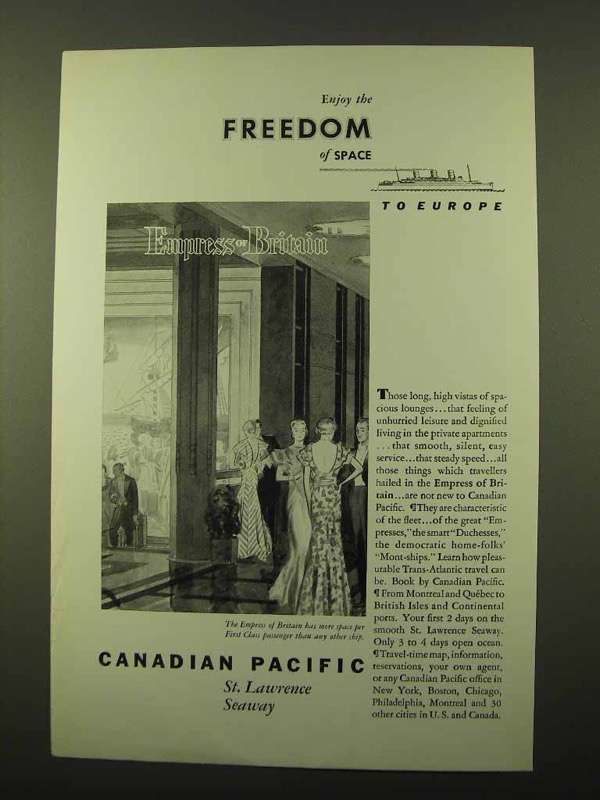 Enjoy the
FREEDOM
of SPACE
TO EUROPE
Empress OF Britain
Those long, high vistas of spa-
cious lounges...that feeling of
unhurried leisure and dignified
living in the private apartments
...that smooth, silent, easy
service...that steady speed...all
those things which travellers
hailed in the Empress of Bri-
tain...are not new to Canadian
Pacific. ¶They are characteristic
of the fleet...of the great "Em-
presses," the smart "Duchesses,"
the democratic home-folks'
"Mont-ships." Learn how pleas-
urable Trans-Atlantic travel can
be. Book by Canadian Pacific.
¶ From Montreal and Québec to
British Isles and Continental
ports. Your first 2 days on the
smooth St. Lawrence Seaway.
Only 3 to 4 days open ocean.
¶Travel-time map, information,
reservations, your own agent,
or any Canadian Pacific office in
New York, Boston, Chicago,
Philadelphia, Montreal and 30
other cities in U. S. and Canada.
The Empress of Britain has more space per
First Class passenger than any other ship.
CANADIAN PACIFIC
St. Lawrence
Seaway